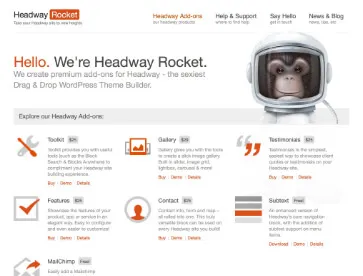 Headway Rocket
Take your headway site to new heights
Headway Add-ons
our headway products
Help & Support
where to find help
Say Hello
get in touch
News & Blog
news, tips, etc
Hello. We're Headway Rocket.
We create premium add-ons for Headway - the sexiest
Drag & Drop WordPress Theme Builder.
Explore our Headway Add-ons:
Toolkit $25
Toolkit provides you with useful
tools (such as the Block
Search & Blocks Anywhere) to
compliment your Headway site
building experience.
Buy | Demo | Details
Gallery $29
Gallery gives you with the tools
to create a slick image gallery.
Built in slider, image grid,
lightbox, carousel & more!
Buy | Demo | Details
Testimonials $25
Testimonials is the simplest,
sexiest way to showcase client
quotes or testimonials on your
Headway site.
Buy | Demo | Details
Features
Showcase the features of your
product, app or service in an
elegant way. Easy to configure
and even easier to customise!
Buy | Demo | Details
Contact
Contact info, form and map –
all rolled into one. This truly
versatile block can be used on
every Headway site you build!
Buy | Demo | Details
Subtext Free!
An enhanced version of
Headway's core navigation
block, with the addition of
subtext support on menu
items.
Download | Demo | Details
MailChimp Free!
Easily add a Mailchimp